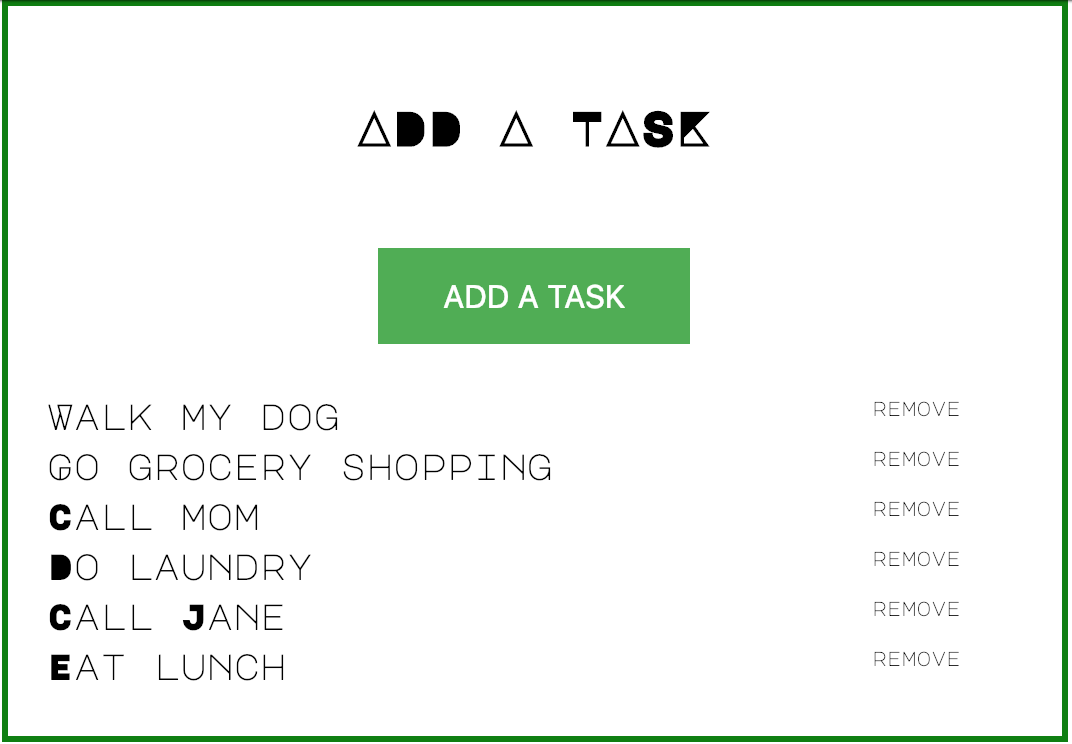 ADD A TASK
ADD A TASK
WALK MY DOG REMOVE
GO GROCERY SHOPPING REMOVE
CALL MOM REMOVE
DO LAUNDRY REMOVE
CALL JANE REMOVE
EAT LUNCH REMOVE